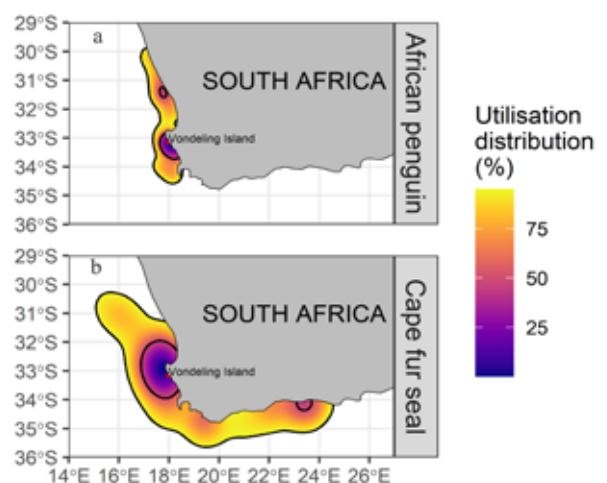 29°S
a
30°S
31°S
SOUTH AFRICA
32°S
33°S
Vondeling Island
34°S
35°S
36°S
African penguin
29°S
b
30°S
31°S
SOUTH AFRICA
32°S
33°S
Vondeling Island
34°S
35°S
36°S
Cape fur seal
14°E 16°E 18°E 20°E 22°E 24°E 26°E
Utilisation
distribution
(%)
75
50
25